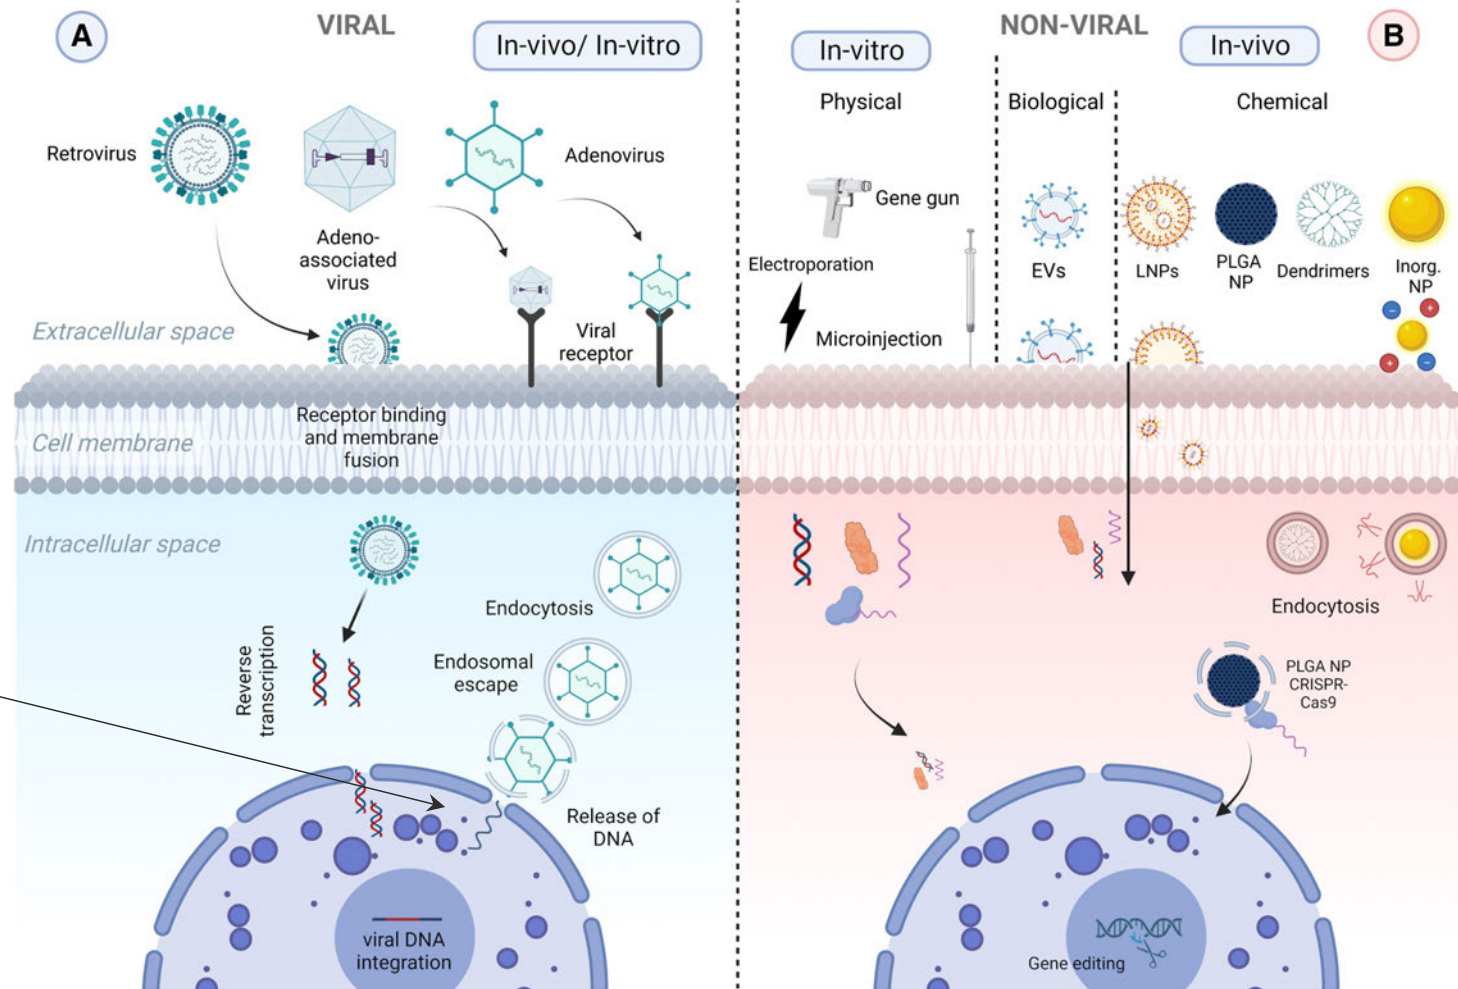 A
VIRAL
In-vivo/ In-vitro
Retrovirus
Adeno-
associated
virus
Adenovirus
Extracellular space
Viral
receptor
Cell membrane
Receptor binding
and membrane
fusion
Intracellular space
Endocytosis
Reverse
transcription
Endosomal
escape
Release of
DNA
viral DNA
integration
NON-VIRAL
B
In-vitro
In-vivo
Physical
Biological
Chemical
Gene gun
Electroporation
Microinjection
EVs
LNPs
PLGA
NP
Dendrimers
Inorg.
NP
−
+
+
−
Endocytosis
PLGA NP
CRISPR-
Cas9
Gene editing